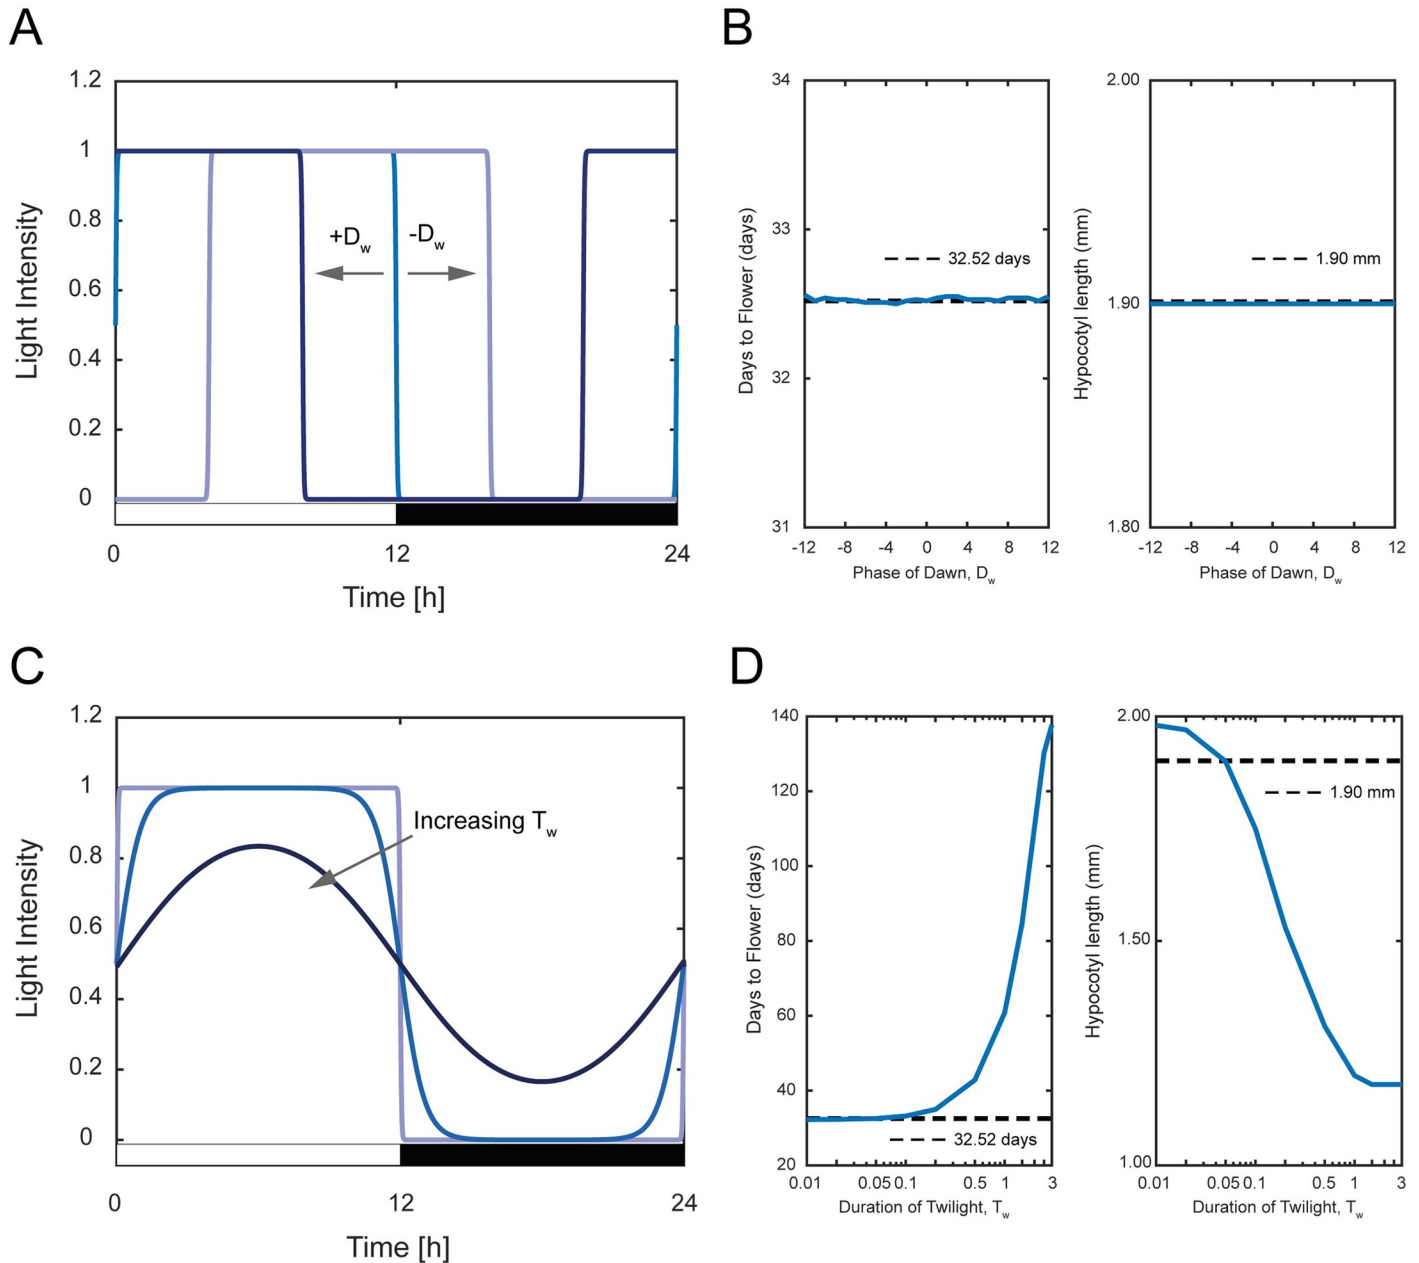 A
1.2
1
0.8
0.6
0.4
0.2
0
Light Intensity
+Dw
-Dw
0
12
24
Time [h]
B
34
33
32
31
Days to Flower (days)
32.52 days
-12
-8
-4
0
4
8
12
Phase of Dawn, Dw
2.00
1.90
1.80
Hypocotyl length (mm)
1.90 mm
-12
-8
-4
0
4
8
12
Phase of Dawn, Dw
C
1.2
1
0.8
0.6
0.4
0.2
0
Light Intensity
Increasing Tw
0
12
24
Time [h]
D
140
120
100
80
60
40
20
Days to Flower (days)
32.52 days
0.01
0.05
0.1
0.5
1
3
Duration of Twilight, Tw
2.00
1.50
1.00
Hypocotyl length (mm)
1.90 mm
0.01
0.05
0.1
0.5
1
3
Duration of Twilight, Tw